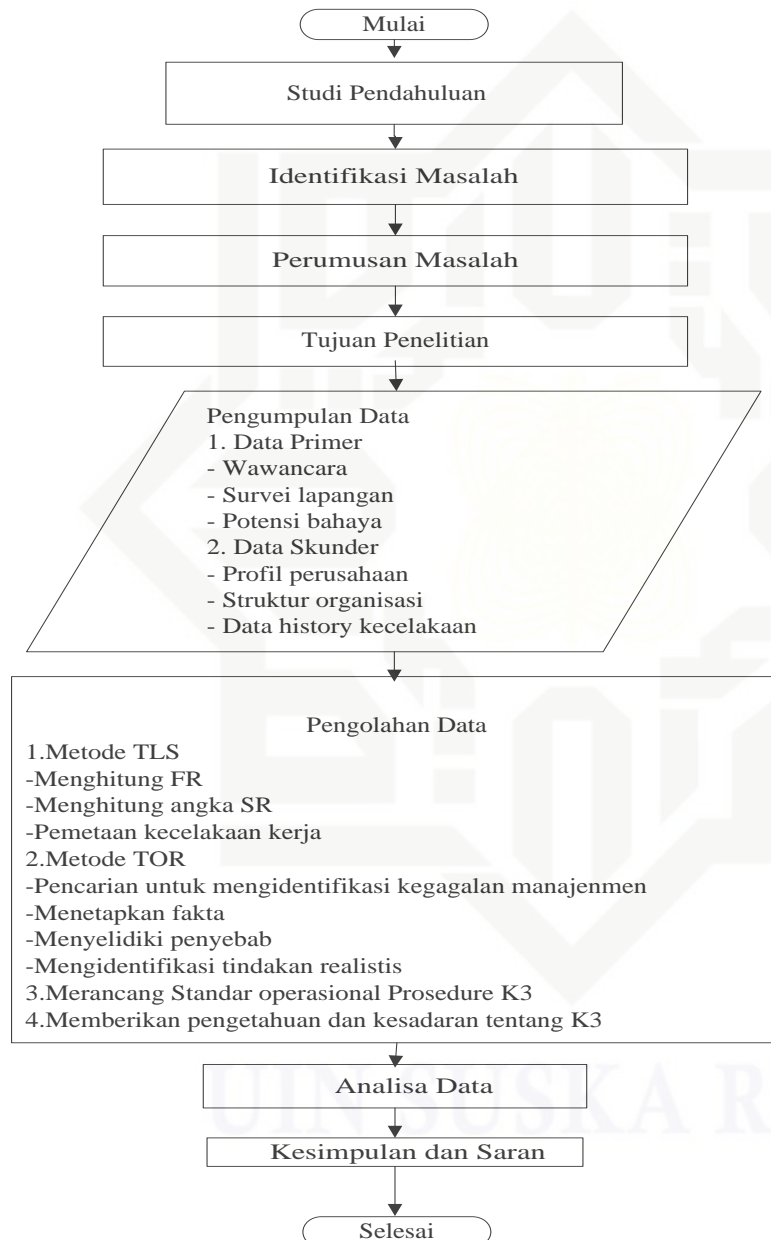 Mulai
Studi Pendahuluan
Identifikasi Masalah
Perumusan Masalah
Tujuan Penelitian
Pengumpulan Data
1. Data Primer
- Wawancara
- Survei lapangan
- Potensi bahaya
2. Data Skunder
- Profil perusahaan
- Struktur organisasi
- Data history kecelakaan
Pengolahan Data
1.Metode TLS
-Menghitung FR
-Menghitung angka SR
-Pemetaan kecelakaan kerja
2.Metode TOR
-Pencarian untuk mengidentifikasi kegagalan manajenmen
-Menetapkan fakta
-Menyelidiki penyebab
-Mengidentifikasi tindakan realistis
3.Merancang Standar operasional Prosedure K3
4.Memberikan pengetahuan dan kesadaran tentang K3
Analisa Data
UIN SUSKA R
Kesimpulan dan Saran
Selesai